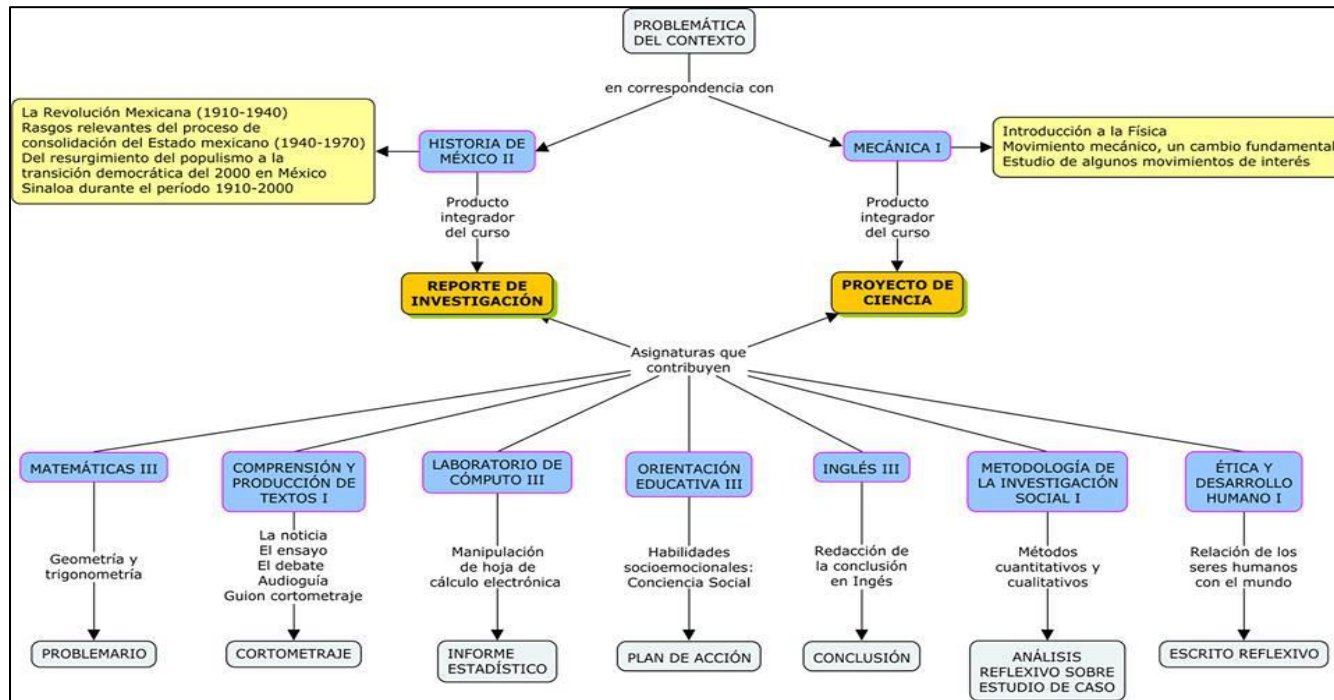 PROBLEMÁTICA
DEL CONTEXTO
en correspondencia con
La Revolución Mexicana (1910-1940)
Rasgos relevantes del proceso de
consolidación del Estado mexicano (1940-1970)
Del resurgimiento del populismo a la
transición democrática del 2000 en México
Sinaloa durante el período 1910-2000
HISTORIA DE
MÉXICO II
MECÁNICA I
Introducción a la Física
Movimiento mecánico, un cambio fundamental
Estudio de algunos movimientos de interés
Producto
integrador
del curso
Producto
integrador
del curso
REPORTE DE
INVESTIGACIÓN
PROYECTO DE
CIENCIA
Asignaturas que
contribuyen
MATEMÁTICAS III
COMPRENSIÓN Y
PRODUCCIÓN DE
TEXTOS I
LABORATORIO DE
CÓMPUTO III
ORIENTACIÓN
EDUCATIVA III
INGLÉS III
METODOLOGÍA DE
LA INVESTIGACIÓN
SOCIAL I
ÉTICA Y
DESARROLLO
HUMANO I
Geometría y
trigonometría
La noticia
El ensayo
El debate
Audioguía
Guion cortometraje
Manipulación
de hoja de
cálculo electrónica
Habilidades
socioemocionales:
Conciencia Social
Redacción de
la conclusión
en Ingés
Métodos
cuantitativos y
cualitativos
Relación de los
seres humanos
con el mundo
PROBLEMARIO
CORTOMETRAJE
INFORME
ESTADÍSTICO
PLAN DE ACCIÓN
CONCLUSIÓN
ANÁLISIS
REFLEXIVO SOBRE
ESTUDIO DE CASO
ESCRITO REFLEXIVO